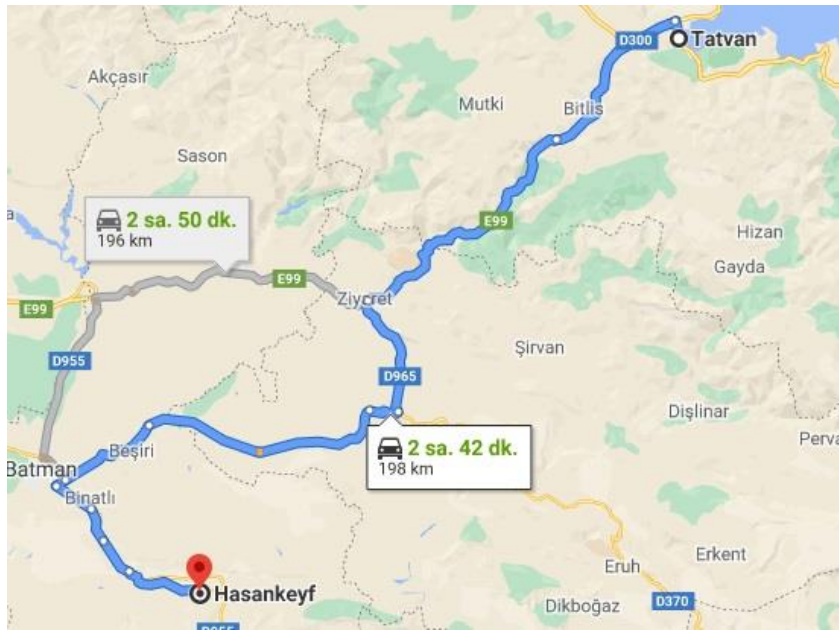 D300
Tatvan
Akçasır
Mutki
Bitlis
Sason
2 sa. 50 dk.
196 km
E99
Hizan
Gayda
E99
Ziyaret
E99
D955
Şirvan
D965
Dişlinar
2 sa. 42 dk.
198 km
Perva
Beşiri
Batman
Binatlı
Eruh
Erkent
Hasankeyf
Dikboğaz
D370
D955